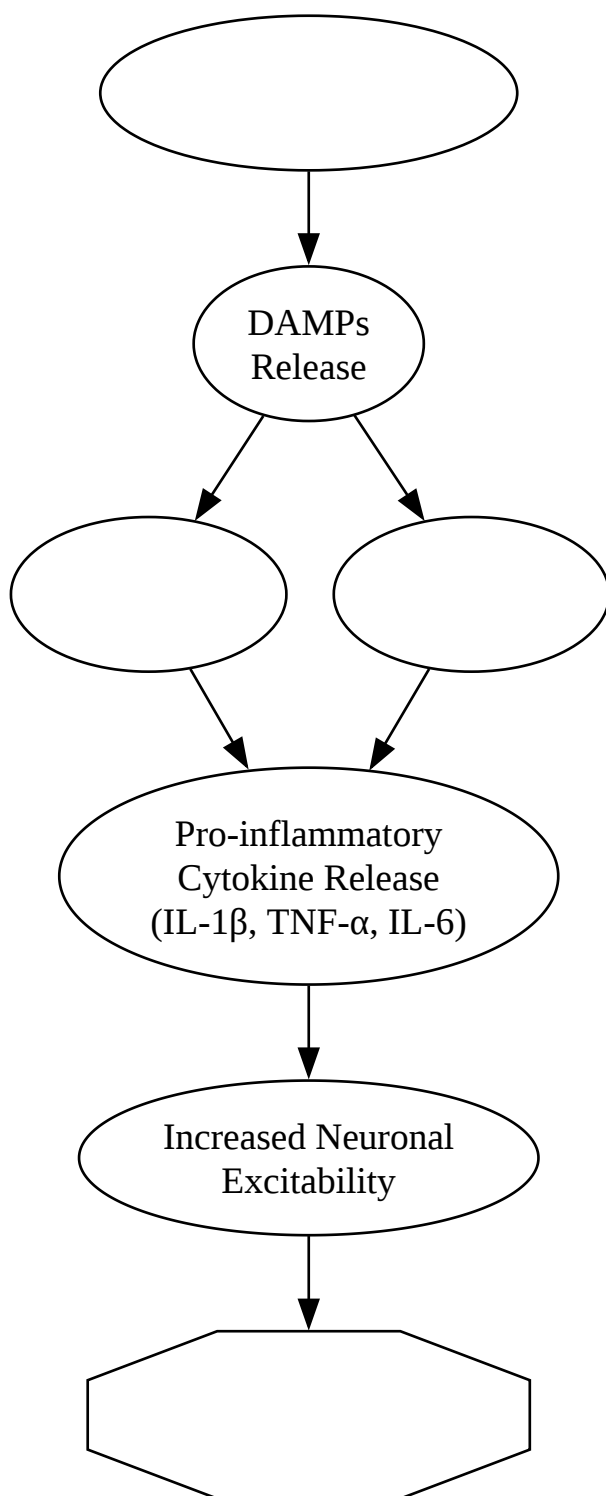 DAMPs
Release
Pro-inflammatory
Cytokine Release
(IL-1β, TNF-α, IL-6)
Increased Neuronal
Excitability